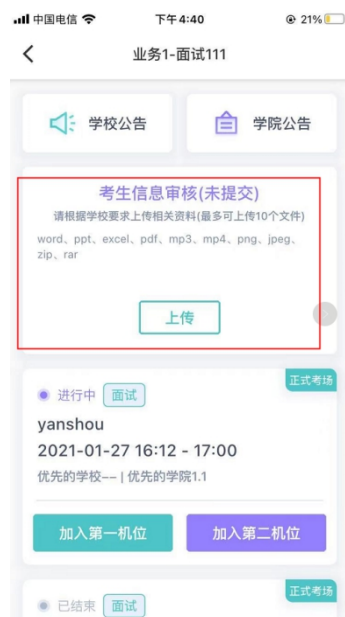 中国电信 下午4:40 21%
业务1-面试111
学校公告 学院公告
考生信息审核(未提交)
请根据学校要求上传相关资料(最多可上传10个文件)
word、ppt、excel、pdf、mp3、mp4、png、jpeg、
zip、rar
上传
正式考场
进行中 面试
yanshou
2021-01-27 16:12 - 17:00
优先的学校-- | 优先的学院1.1
加入第一机位 加入第二机位
正式考场
已结束 面试